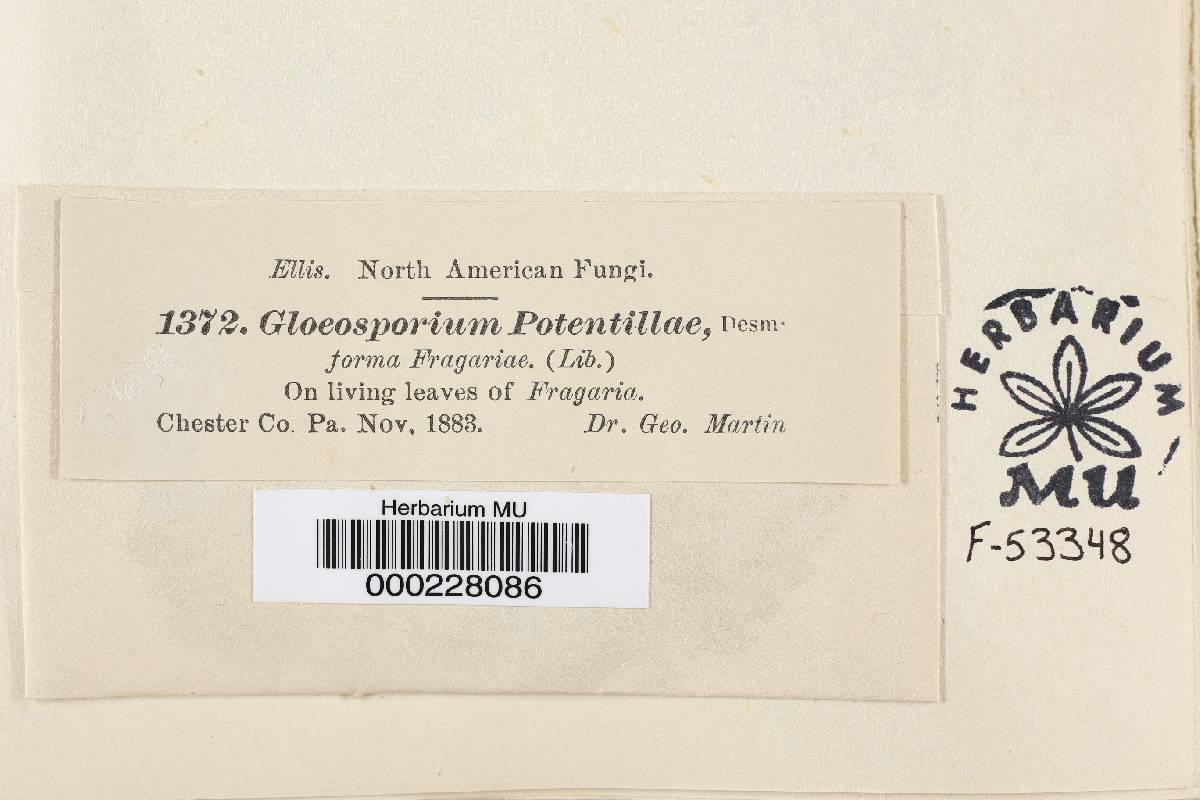 Ellis. North American Fungi.
1372. Gloeosporium Potentillae, Desm.
forma Fragariae. (Lib.)
On living leaves of Fragaria.
Chester Co. Pa. Nov, 1883. Dr. Geo. Martin
Herbarium MU
000228086
HERBARIUM
MU
F-53348